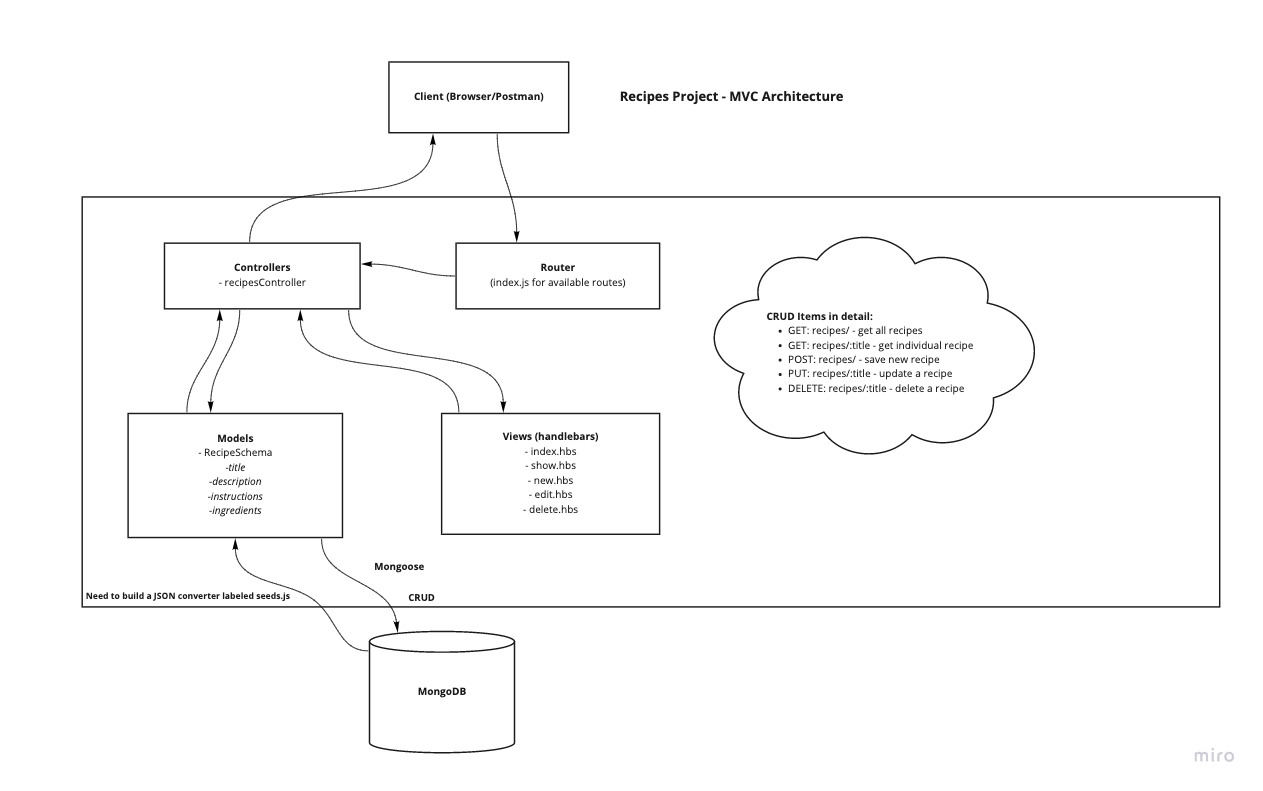 Client (Browser/Postman)
Recipes Project - MVC Architecture
Controllers
- recipesController
Router
(index.js for available routes)
CRUD Items in detail:
• GET: recipes/ - get all recipes
• GET: recipes/:title - get individual recipe
• POST: recipes/ - save new recipe
• PUT: recipes/:title - update a recipe
• DELETE: recipes/:title - delete a recipe
Models
- RecipeSchema
-title
-description
-instructions
-ingredients
Views (handlebars)
- index.hbs
- show.hbs
- new.hbs
- edit.hbs
- delete.hbs
Mongoose
Need to build a JSON converter labeled seeds.js
CRUD
MongoDB
miro